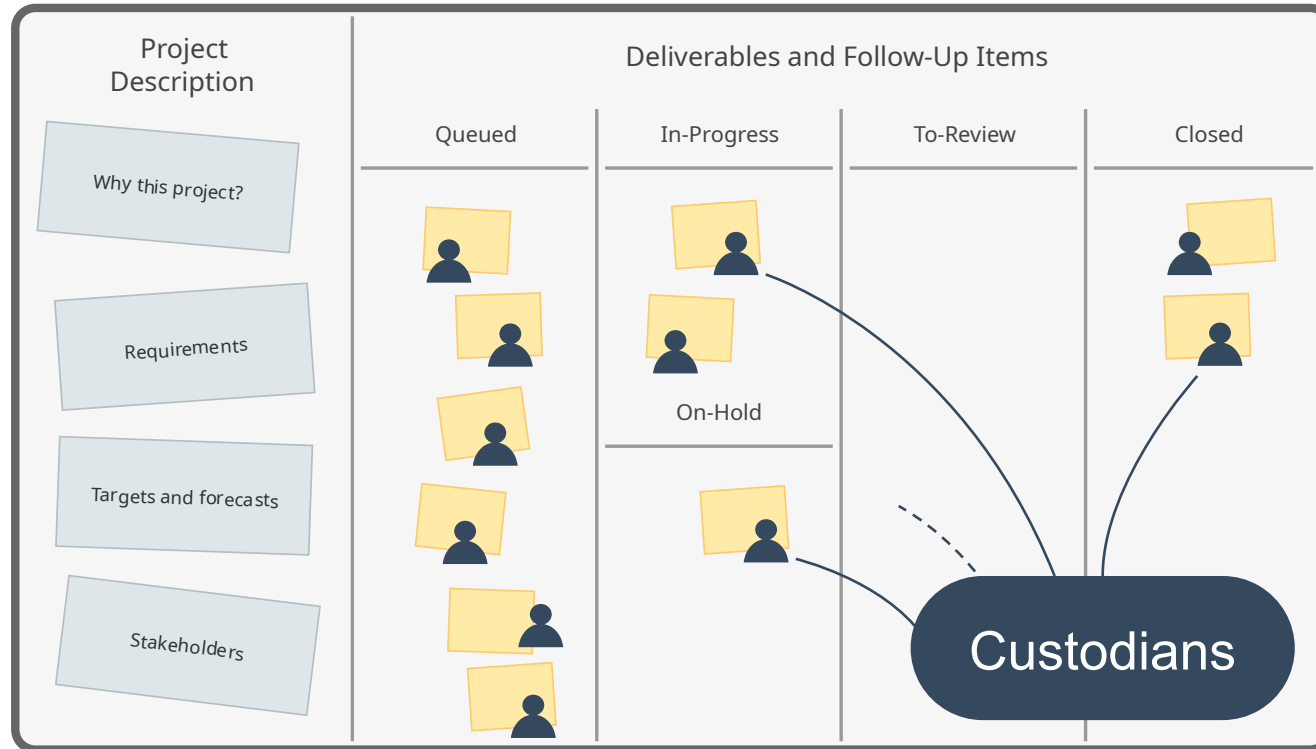 Project
Description
Deliverables and Follow-Up Items
Queued
In-Progress
To-Review
Closed
Why this project?
Requirements
On-Hold
Targets and forecasts
Stakeholders
Custodians